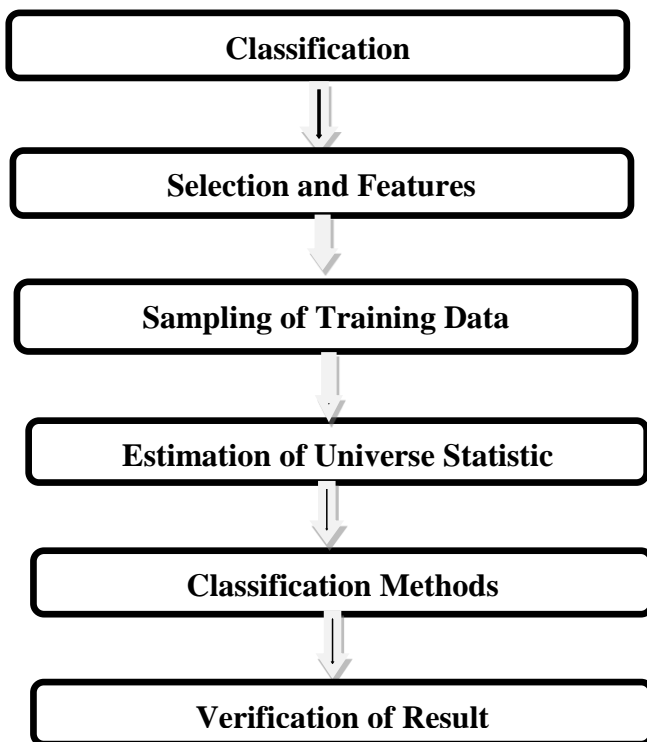 Classification
Selection and Features
Sampling of Training Data
Estimation of Universe Statistic
Classification Methods
Verification of Result